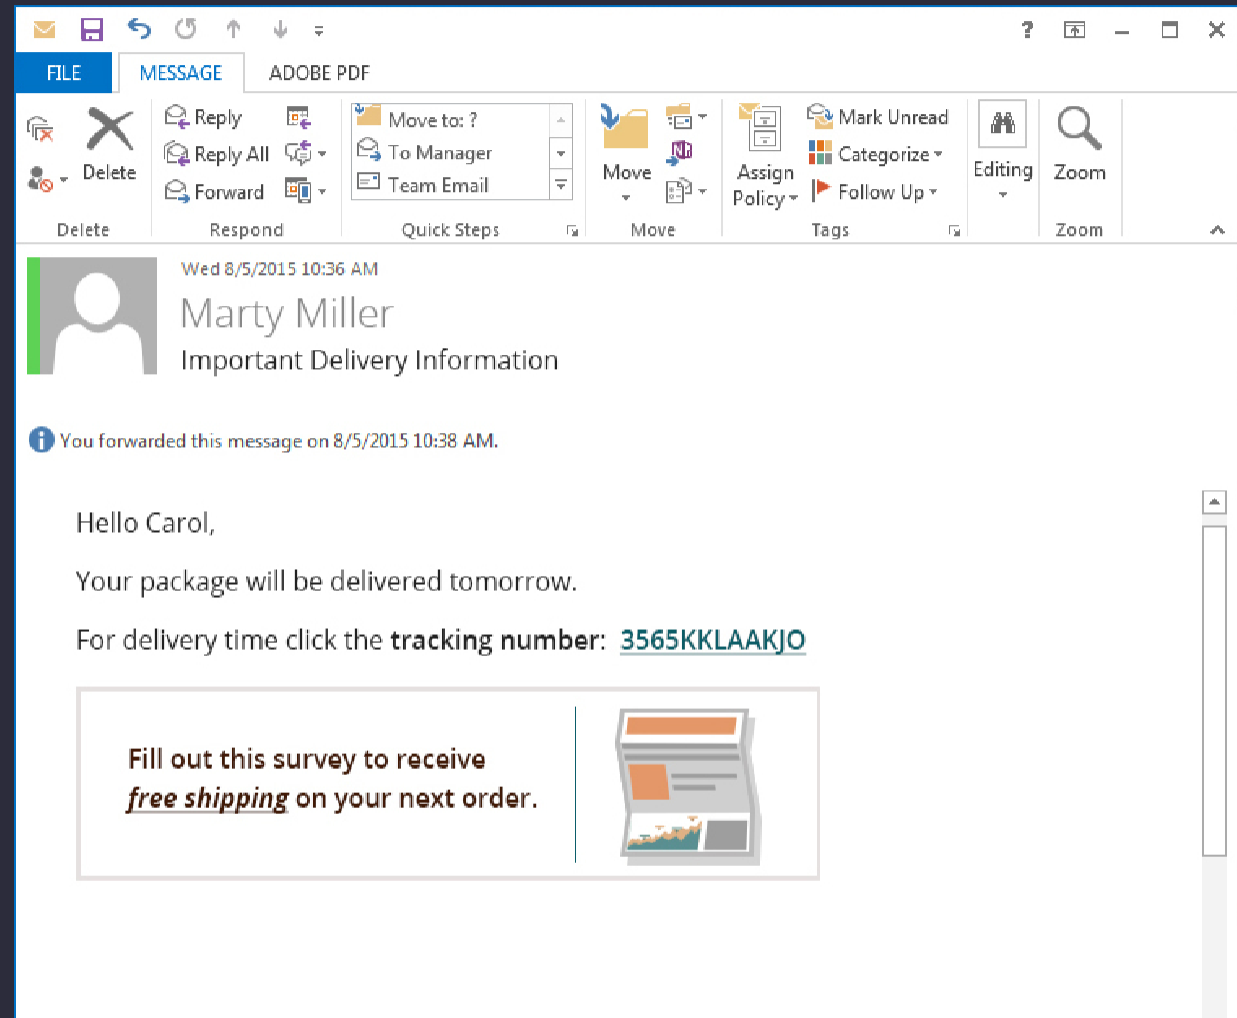 ?
FILE MESSAGE ADOBE PDF
Delete
Reply
Reply All
Forward
Move to: ?
To Manager
Team Email
Move
Assign
Policy
Mark Unread
Categorize
Follow Up
Editing
Zoom
Delete Respond Quick Steps Move Tags Zoom
Wed 8/5/2015 10:36 AM
Marty Miller
Important Delivery Information
You forwarded this message on 8/5/2015 10:38 AM.
Hello Carol,
Your package will be delivered tomorrow.
For delivery time click the tracking number: 3565KKLAAKJO
Fill out this survey to receive
free shipping on your next order.